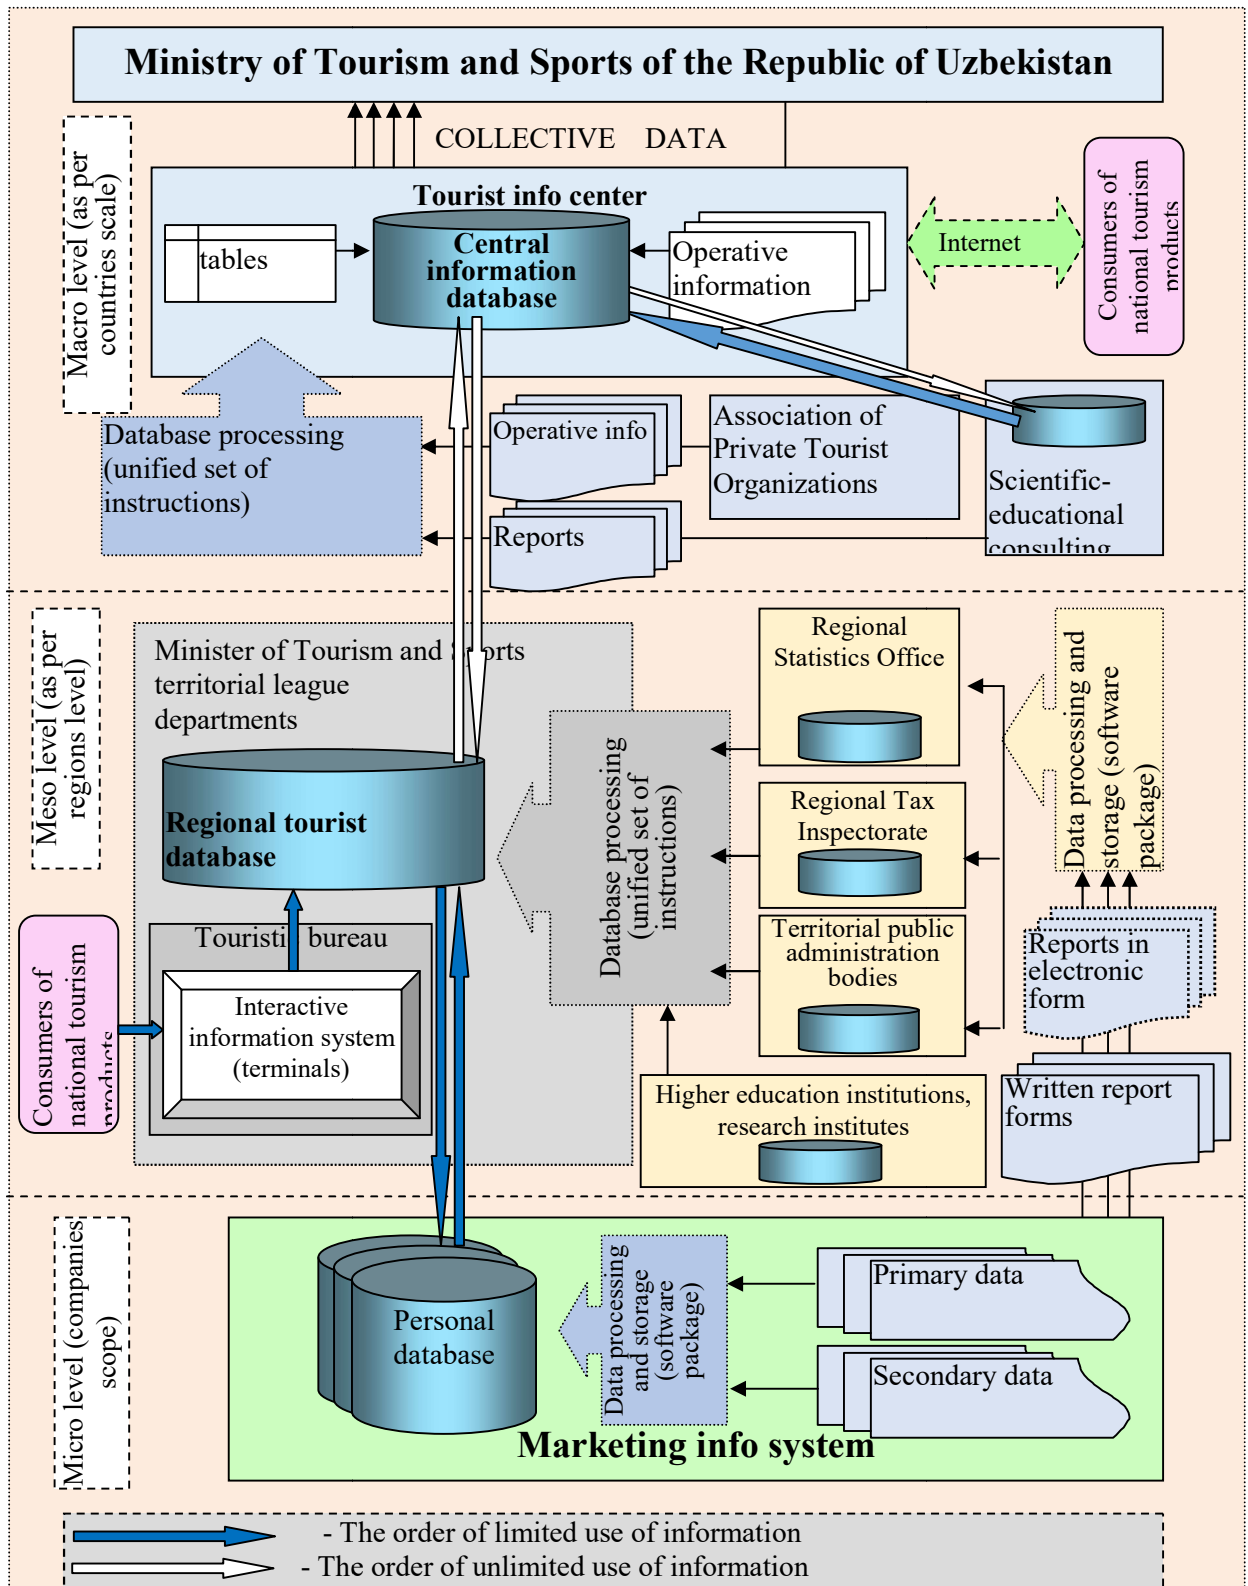 Ministry of Tourism and Sports of the Republic of Uzbekistan
COLLECTIVE DATA
Macro level (as per
countries scale)
Tourist info center
tables
Central
information
database
Operative
information
Internet
Consumers of
national tourism
products
Database processing
(unified set of
instructions)
Operative info
Reports
Association of
Private Tourist
Organizations
Scientific-
educational
consulting
Meso level (as per
regions level)
Minister of Tourism and Sports
territorial league
departments
Regional tourist
database
Touristic bureau
Interactive
information system
(terminals)
Consumers of
national tourism
products
Database processing
(unified set of
instructions)
Regional
Statistics Office
Regional Tax
Inspectorate
Territorial public
administration
bodies
Higher education institutions,
research institutes
Data processing and
storage (software
package)
Reports in
electronic
form
Written report
forms
Micro level (companies
scope)
Personal
database
Data processing
and storage
(software
package)
Primary data
Secondary data
Marketing info system
- The order of limited use of information
- The order of unlimited use of information